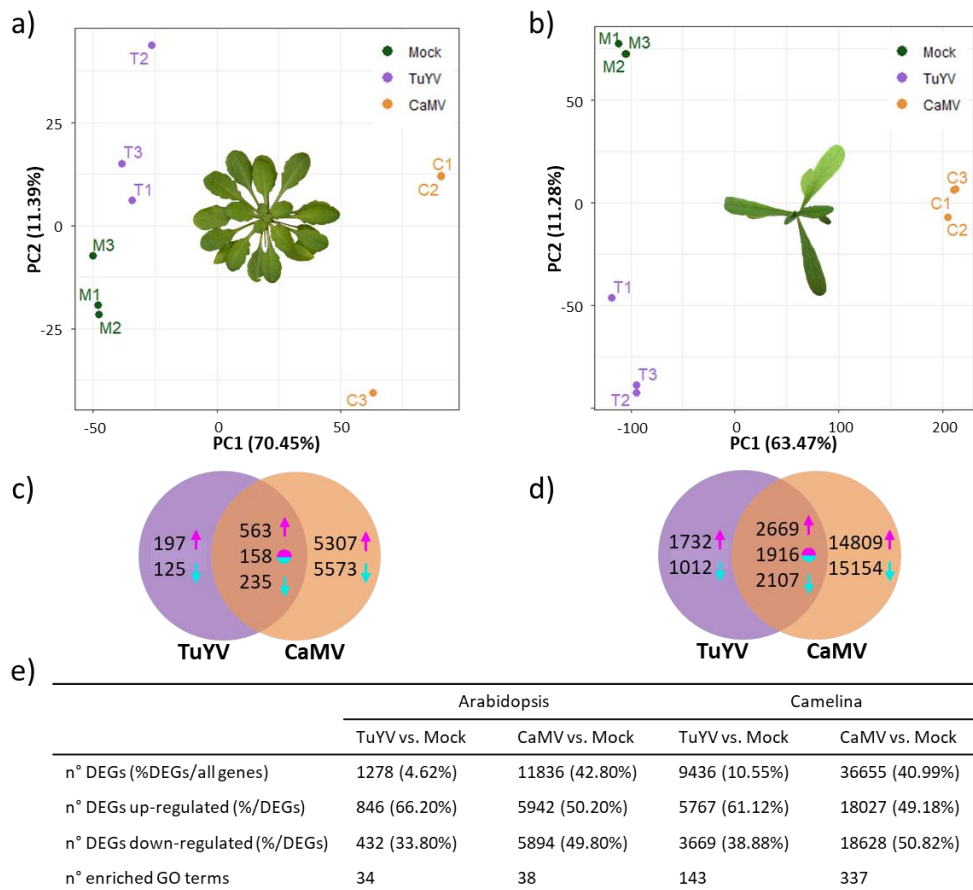 a)
Mock
TuYV
CaMV
T2
T3
T1
M3
M1
M2
C1
C2
C3
25
0
-25
-50
0
50
PC2 (11.39%)
PC1 (70.45%)
b)
Mock
TuYV
CaMV
M1
M3
M2
C3
C1
C2
T1
T3
T2
50
0
-50
-100
0
100
200
PC2 (11.28%)
PC1 (63.47%)
c)
197
125
563
158
235
5307
5573
TuYV
CaMV
d)
1732
1012
2669
1916
2107
14809
15154
TuYV
CaMV
e)
Arabidopsis Camelina
TuYV vs. Mock CaMV vs. Mock TuYV vs. Mock CaMV vs. Mock
n° DEGs (%DEGs/all genes) 1278 (4.62%) 11836 (42.80%) 9436 (10.55%) 36655 (40.99%)
n° DEGs up-regulated (%/DEGs) 846 (66.20%) 5942 (50.20%) 5767 (61.12%) 18027 (49.18%)
n° DEGs down-regulated (%/DEGs) 432 (33.80%) 5894 (49.80%) 3669 (38.88%) 18628 (50.82%)
n° enriched GO terms 34 38 143 337